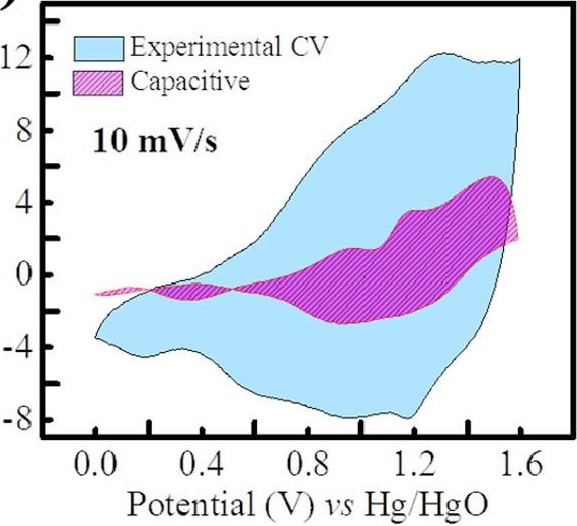 )
Experimental CV
Capacitive
10 mV/s
12
8
4
0
-4
-8
0.0 0.4 0.8 1.2 1.6
Potential (V) vs Hg/HgO